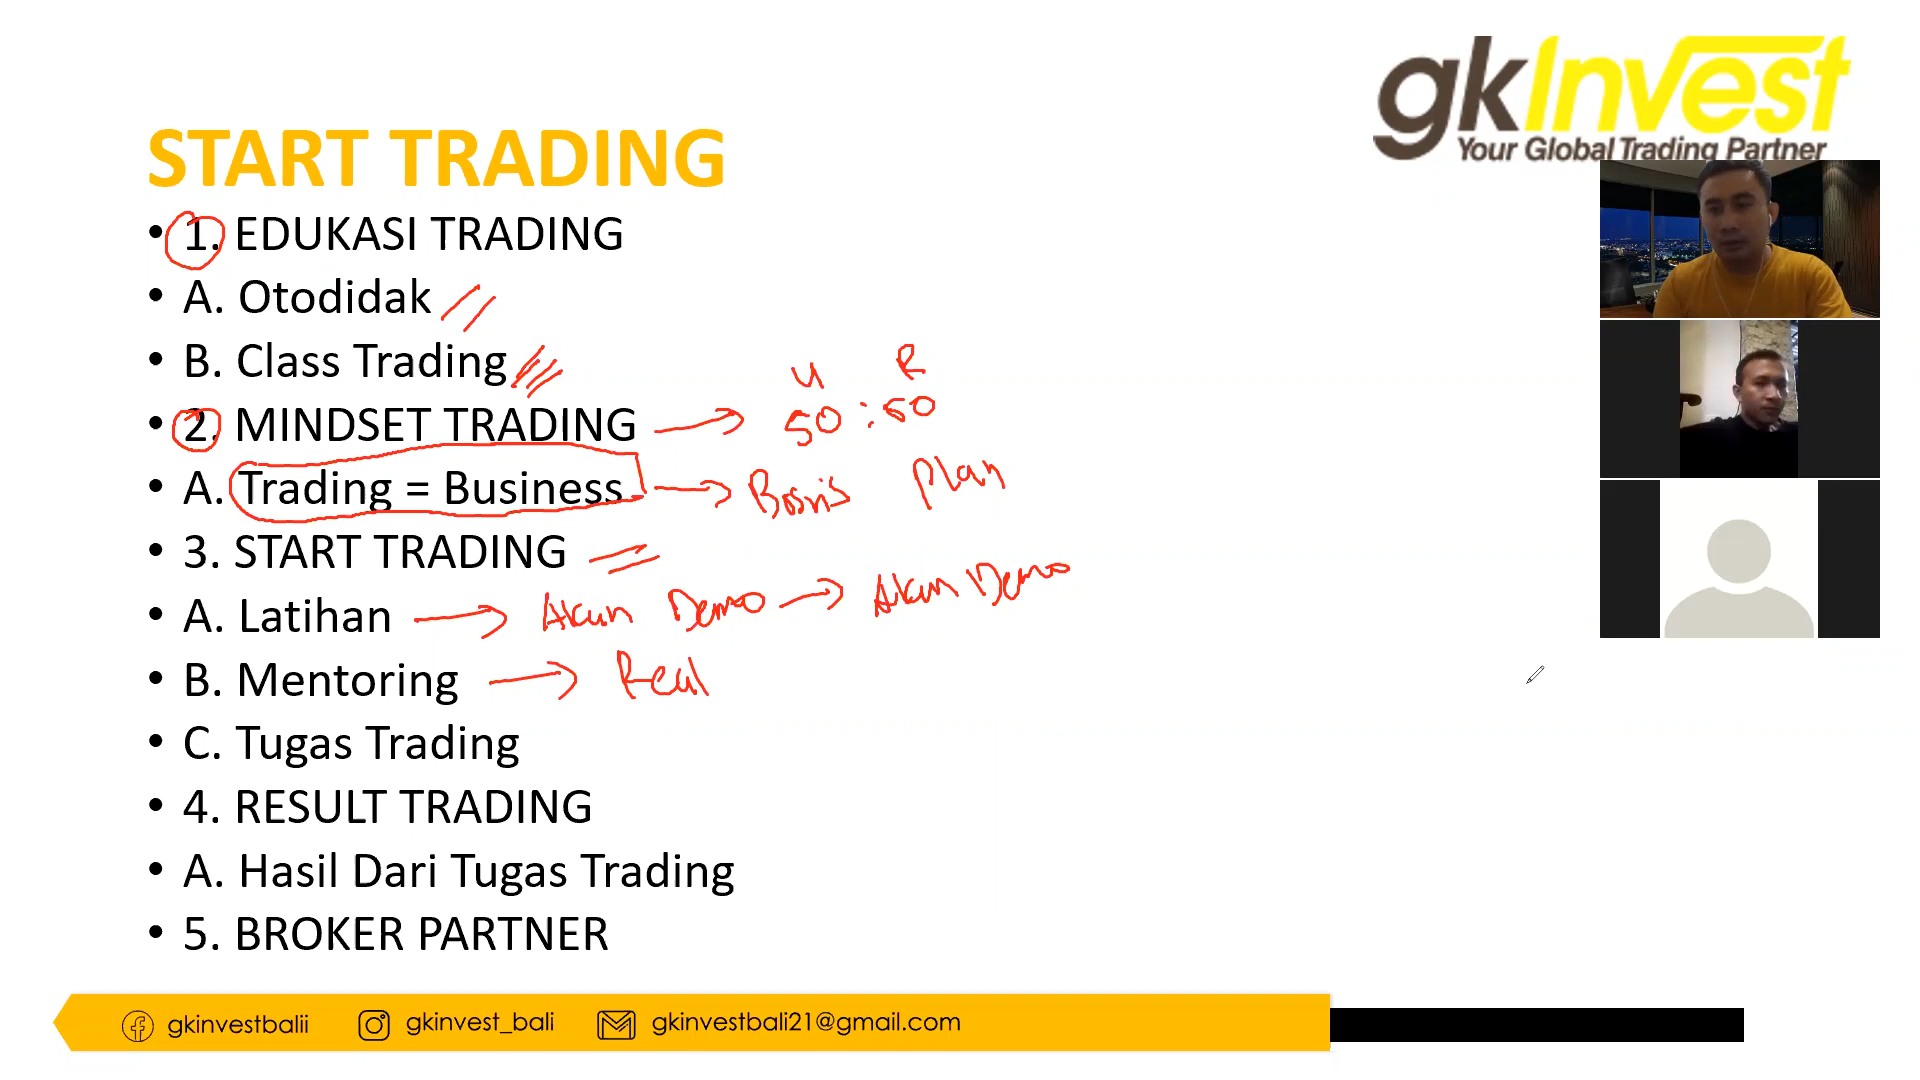 gkInvest
Your Global Trading Partner
START TRADING
• 1. EDUKASI TRADING
• A. Otodidak
• B. Class Trading
U R
• 2. MINDSET TRADING → 50 : 50
• A. Trading = Business → Bisnis Plan
• 3. START TRADING
• A. Latihan → Akun Demo → Akun Demo
• B. Mentoring → Real
• C. Tugas Trading
• 4. RESULT TRADING
• A. Hasil Dari Tugas Trading
• 5. BROKER PARTNER
gkinvestbalii gkinvest_bali gkinvestbali21@gmail.com